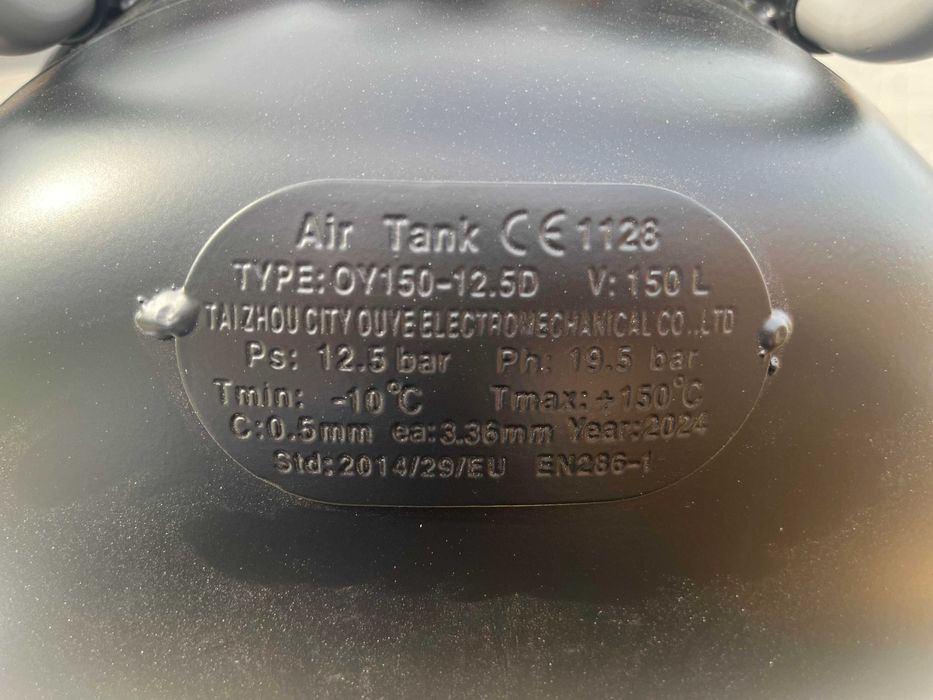 Air Tank CE 1128
TYPE: OY150-12.5D V: 150 L
TAIZHOU CITY OUYE ELECTROMECHANICAL CO.,LTD
Ps: 12.5 bar Ph: 19.5 bar
Tmin: -10°C Tmax: +150°C
C:0.5mm ea:3.36mm Year:2024
Std:2014/29/EU EN286-1